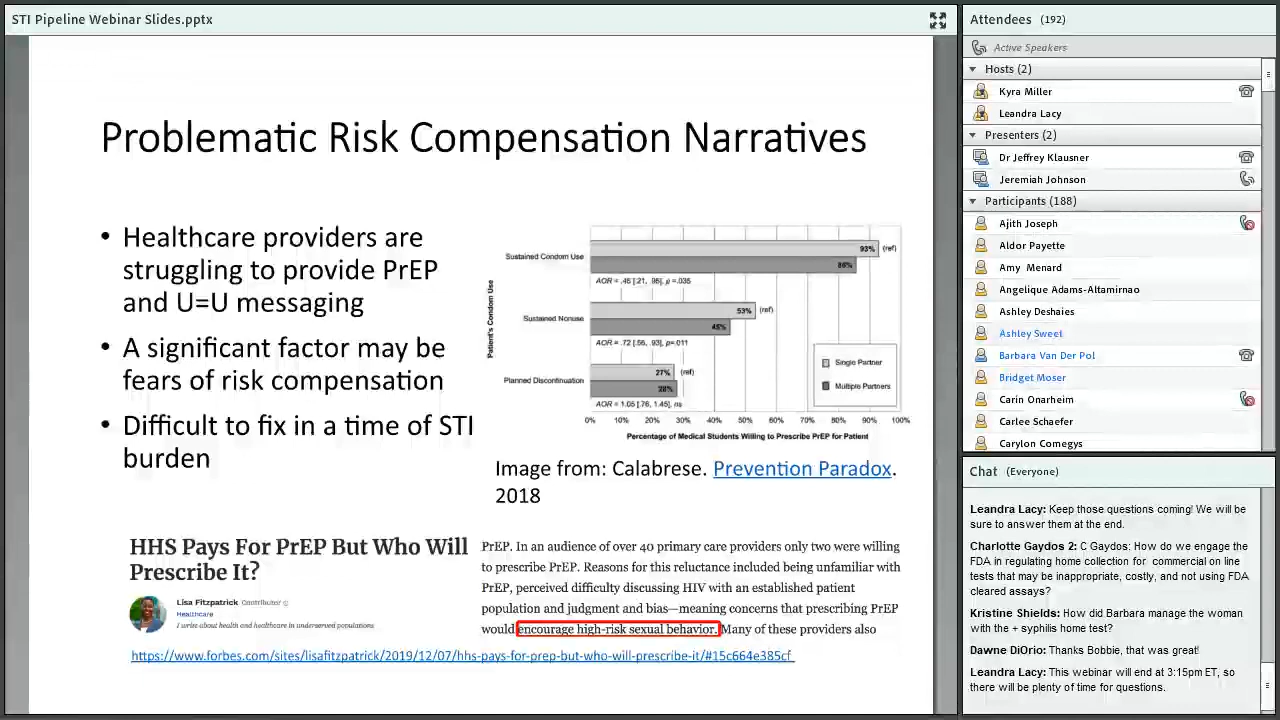 STI Pipeline Webinar Slides.pptx
Problematic Risk Compensation Narratives
• Healthcare providers are
struggling to provide PrEP
and U=U messaging
• A significant factor may be
fears of risk compensation
• Difficult to fix in a time of STI
burden
Patient's Condom Use
Sustained Condom Use
93% (ref)
86%
AOR = .46 [.21, .95], p =.035
Sustained Nonuse
53% (ref)
45%
AOR = .72 [.56, .93], p=.011
Planned Discontinuation
27% (ref)
28%
AOR = 1.05 [.76, 1.45], ns
Single Partner
Multiple Partners
0% 10% 20% 30% 40% 50% 60% 70% 80% 90% 100%
Percentage of Medical Students Willing to Prescribe PrEP for Patient
Image from: Calabrese. Prevention Paradox.
2018
HHS Pays For PrEP But Who Will
Prescribe It?
Lisa Fitzpatrick Contributor
Healthcare
I write about health and healthcare in underserved populations
PrEP. In an audience of over 40 primary care providers only two were willing
to prescribe PrEP. Reasons for this reluctance included being unfamiliar with
PrEP, perceived difficulty discussing HIV with an established patient
population and judgment and bias—meaning concerns that prescribing PrEP
would encourage high-risk sexual behavior. Many of these providers also
https://www.forbes.com/sites/lisafitzpatrick/2019/12/07/hhs-pays-for-prep-but-who-will-prescribe-it/#15c664e385cf
Attendees (192)
Active Speakers
Hosts (2)
Kyra Miller
Leandra Lacy
Presenters (2)
Dr Jeffrey Klausner
Jeremiah Johnson
Participants (188)
Ajith Joseph
Aldor Payette
Amy Menard
Angelique Adams-Altamirnao
Ashley Deshaies
Ashley Sweet
Barbara Van Der Pol
Bridget Moser
Carin Omenheim
Carlee Schaefer
Carylon Comegys
Chat (Everyone)
Leandra Lacy: Keep those questions coming! We will be
sure to answer them at the end.
Charlotte Gaydos 2: C Gaydos: How do we engage the
FDA in regulating home collection for commercial on line
tests that may be inappropriate, costly, and not using FDA
cleared assays?
Kristine Shields: How did Barbara manage the woman
with the + syphilis home test?
Dawne DiOrio: Thanks Bobbie, that was great!
Leandra Lacy: This webinar will end at 3:15pm ET, so
there will be plenty of time for questions.